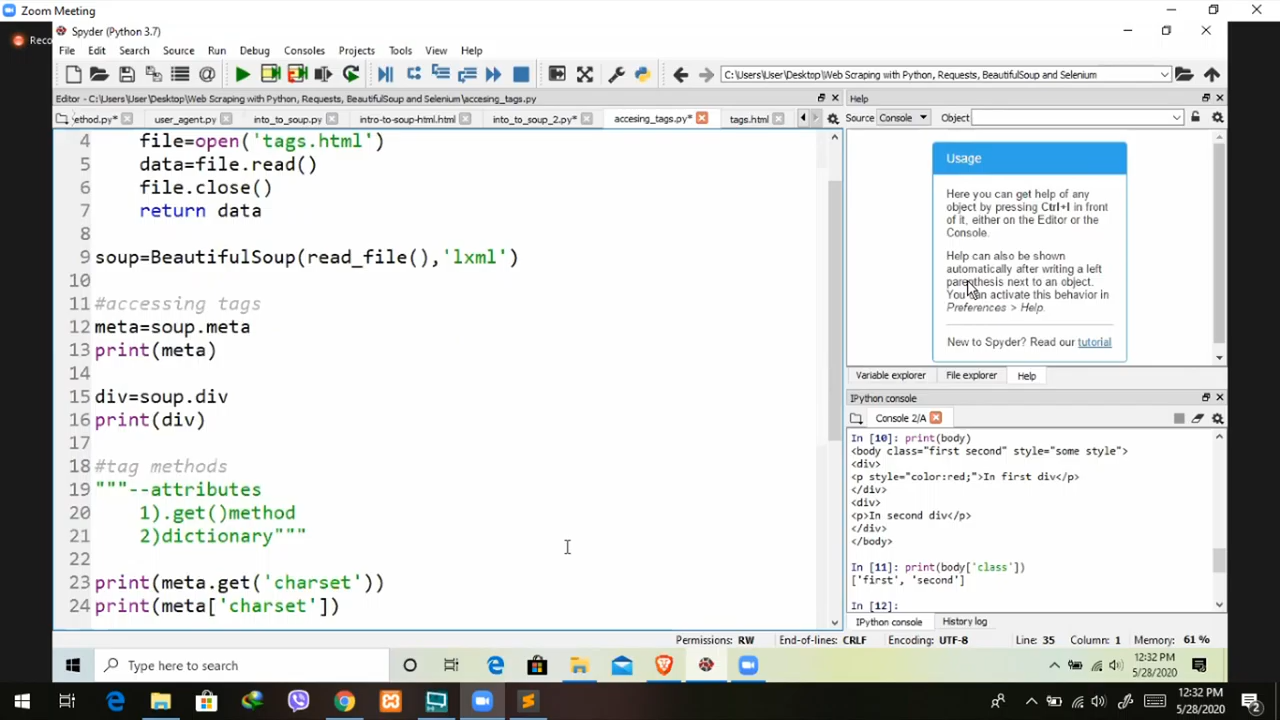 Zoom Meeting
Reco
Spyder (Python 3.7)
File Edit Search Source Run Debug Consoles Projects Tools View Help
C:\Users\User\Desktop\Web Scraping with Python, Requests, BeautifulSoup and Selenium
Editor - C:\Users\User\Desktop\Web Scraping with Python, Requests, BeautifulSoup and Selenium\accesing_tags.py
ethod.py* user_agent.py into_to_soup.py intro-to-soup-html.html into_to_soup_2.py* accesing_tags.py* tags.html
4 file=open('tags.html')
5 data=file.read()
6 file.close()
7 return data
8
9 soup=BeautifulSoup(read_file(),'lxml')
10
11 #accessing tags
12 meta=soup.meta
13 print(meta)
14
15 div=soup.div
16 print(div)
17
18 #tag methods
19 """--attributes
20 1).get()method
21 2)dictionary"""
22
23 print(meta.get('charset'))
24 print(meta['charset'])
Help
Source Console Object
Usage
Here you can get help of any
object by pressing Ctrl+I in front
of it, either on the Editor or the
Console.
Help can also be shown
automatically after writing a left
parenthesis next to an object.
You can activate this behavior in
Preferences > Help.
New to Spyder? Read our tutorial
Variable explorer File explorer Help
IPython console
Console 2/A
In [10]: print(body)
<body class="first second" style="some style">
<div>
<p style="color:red;">In first div</p>
</div>
<div>
<p>In second div</p>
</div>
</body>
In [11]: print(body['class'])
['first', 'second']
In [12]:
IPython console History log
Permissions: RW End-of-lines: CRLF Encoding: UTF-8 Line: 35 Column: 1 Memory: 61 %
Type here to search
12:32 PM
5/28/2020
12:32 PM
5/28/2020
2